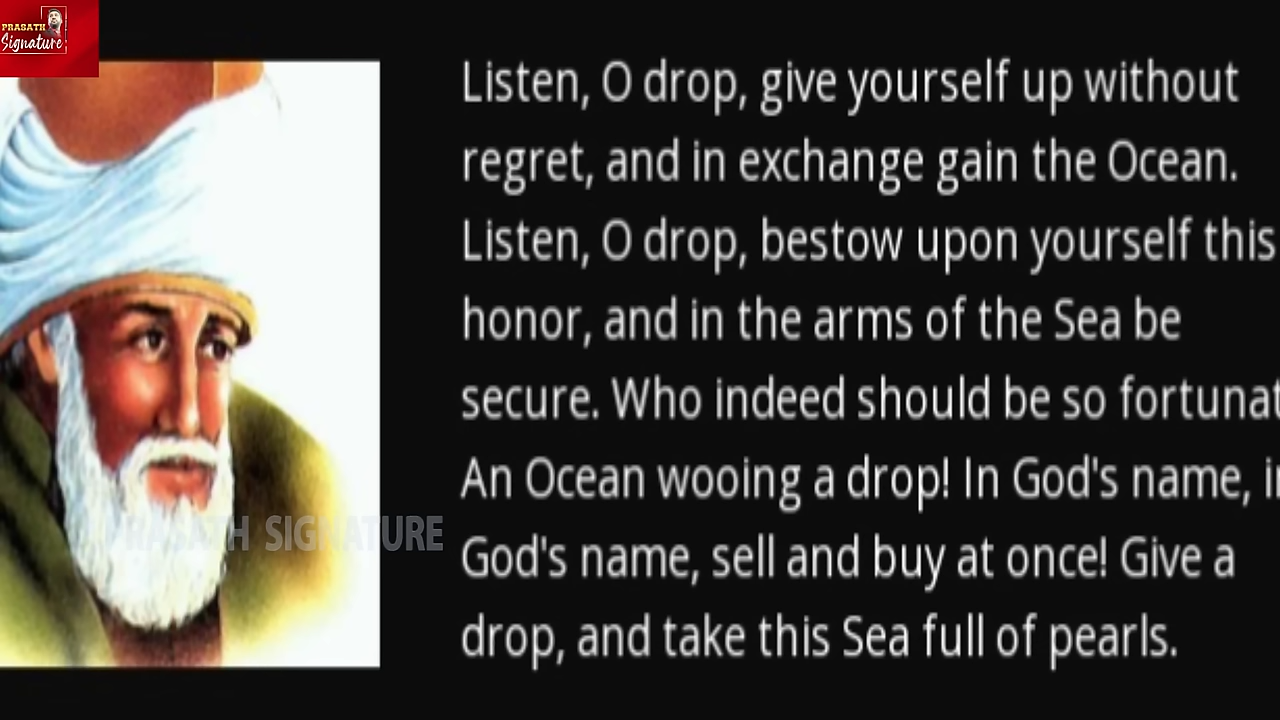 PRASATH
Signature
Listen, O drop, give yourself up without
regret, and in exchange gain the Ocean.
Listen, O drop, bestow upon yourself this
honor, and in the arms of the Sea be
secure. Who indeed should be so fortunat
An Ocean wooing a drop! In God's name, i
God's name, sell and buy at once! Give a
drop, and take this Sea full of pearls.
PRASATH SIGNATURE